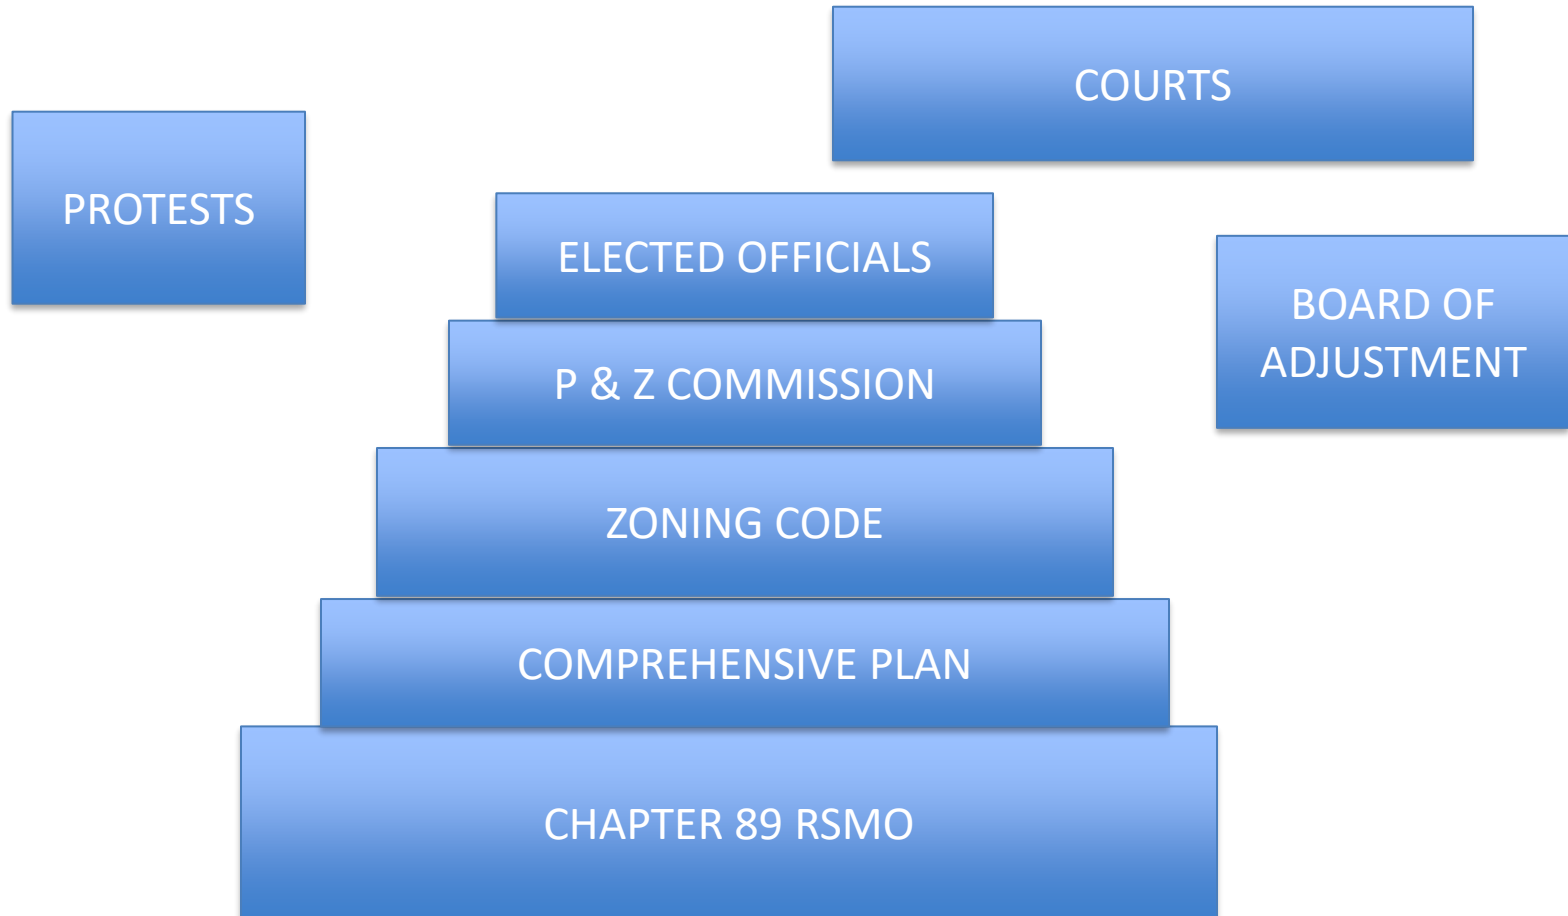 COURTS
PROTESTS
ELECTED OFFICIALS
BOARD OF
ADJUSTMENT
P & Z COMMISSION
ZONING CODE
COMPREHENSIVE PLAN
CHAPTER 89 RSMO